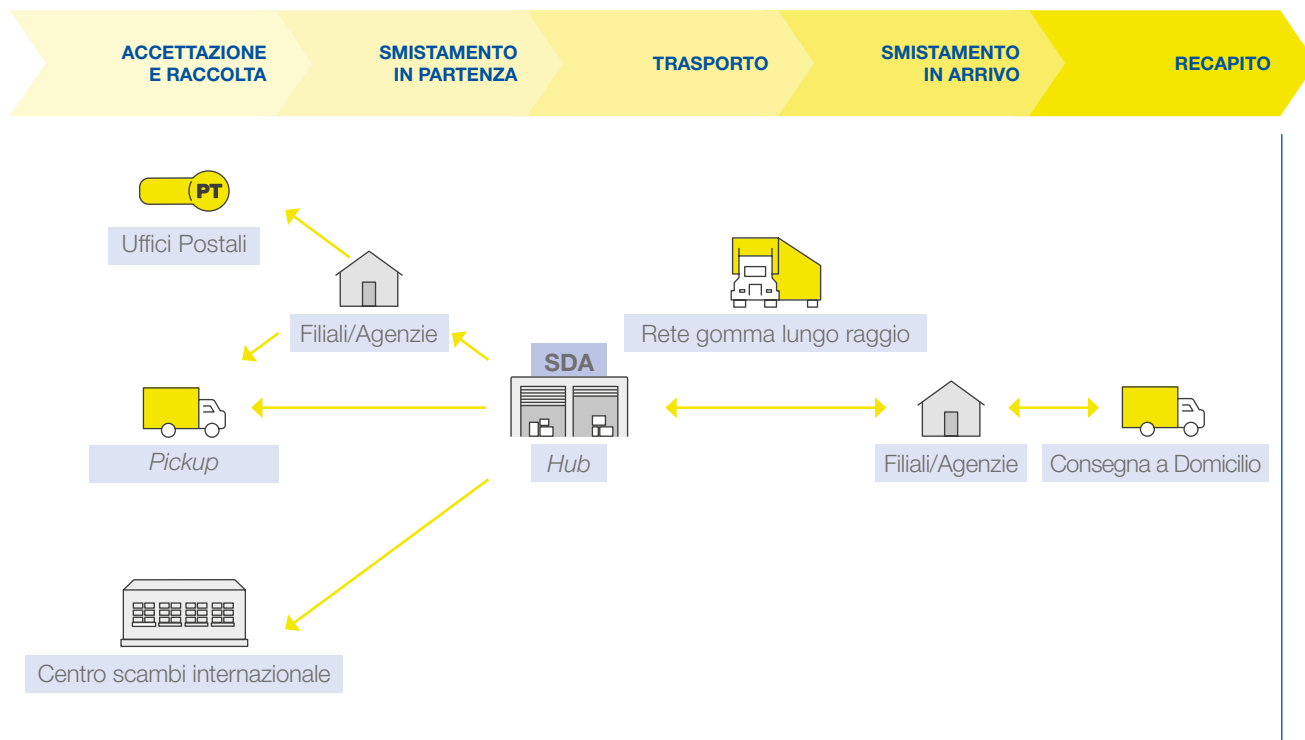 ACCETTAZIONE
E RACCOLTA
SMISTAMENTO
IN PARTENZA
TRASPORTO
SMISTAMENTO
IN ARRIVO
RECAPITO
PT
Uffici Postali
Filiali/Agenzie
Rete gomma lungo raggio
SDA
Pickup
Hub
Filiali/Agenzie
Consegna a Domicilio
Centro scambi internazionale